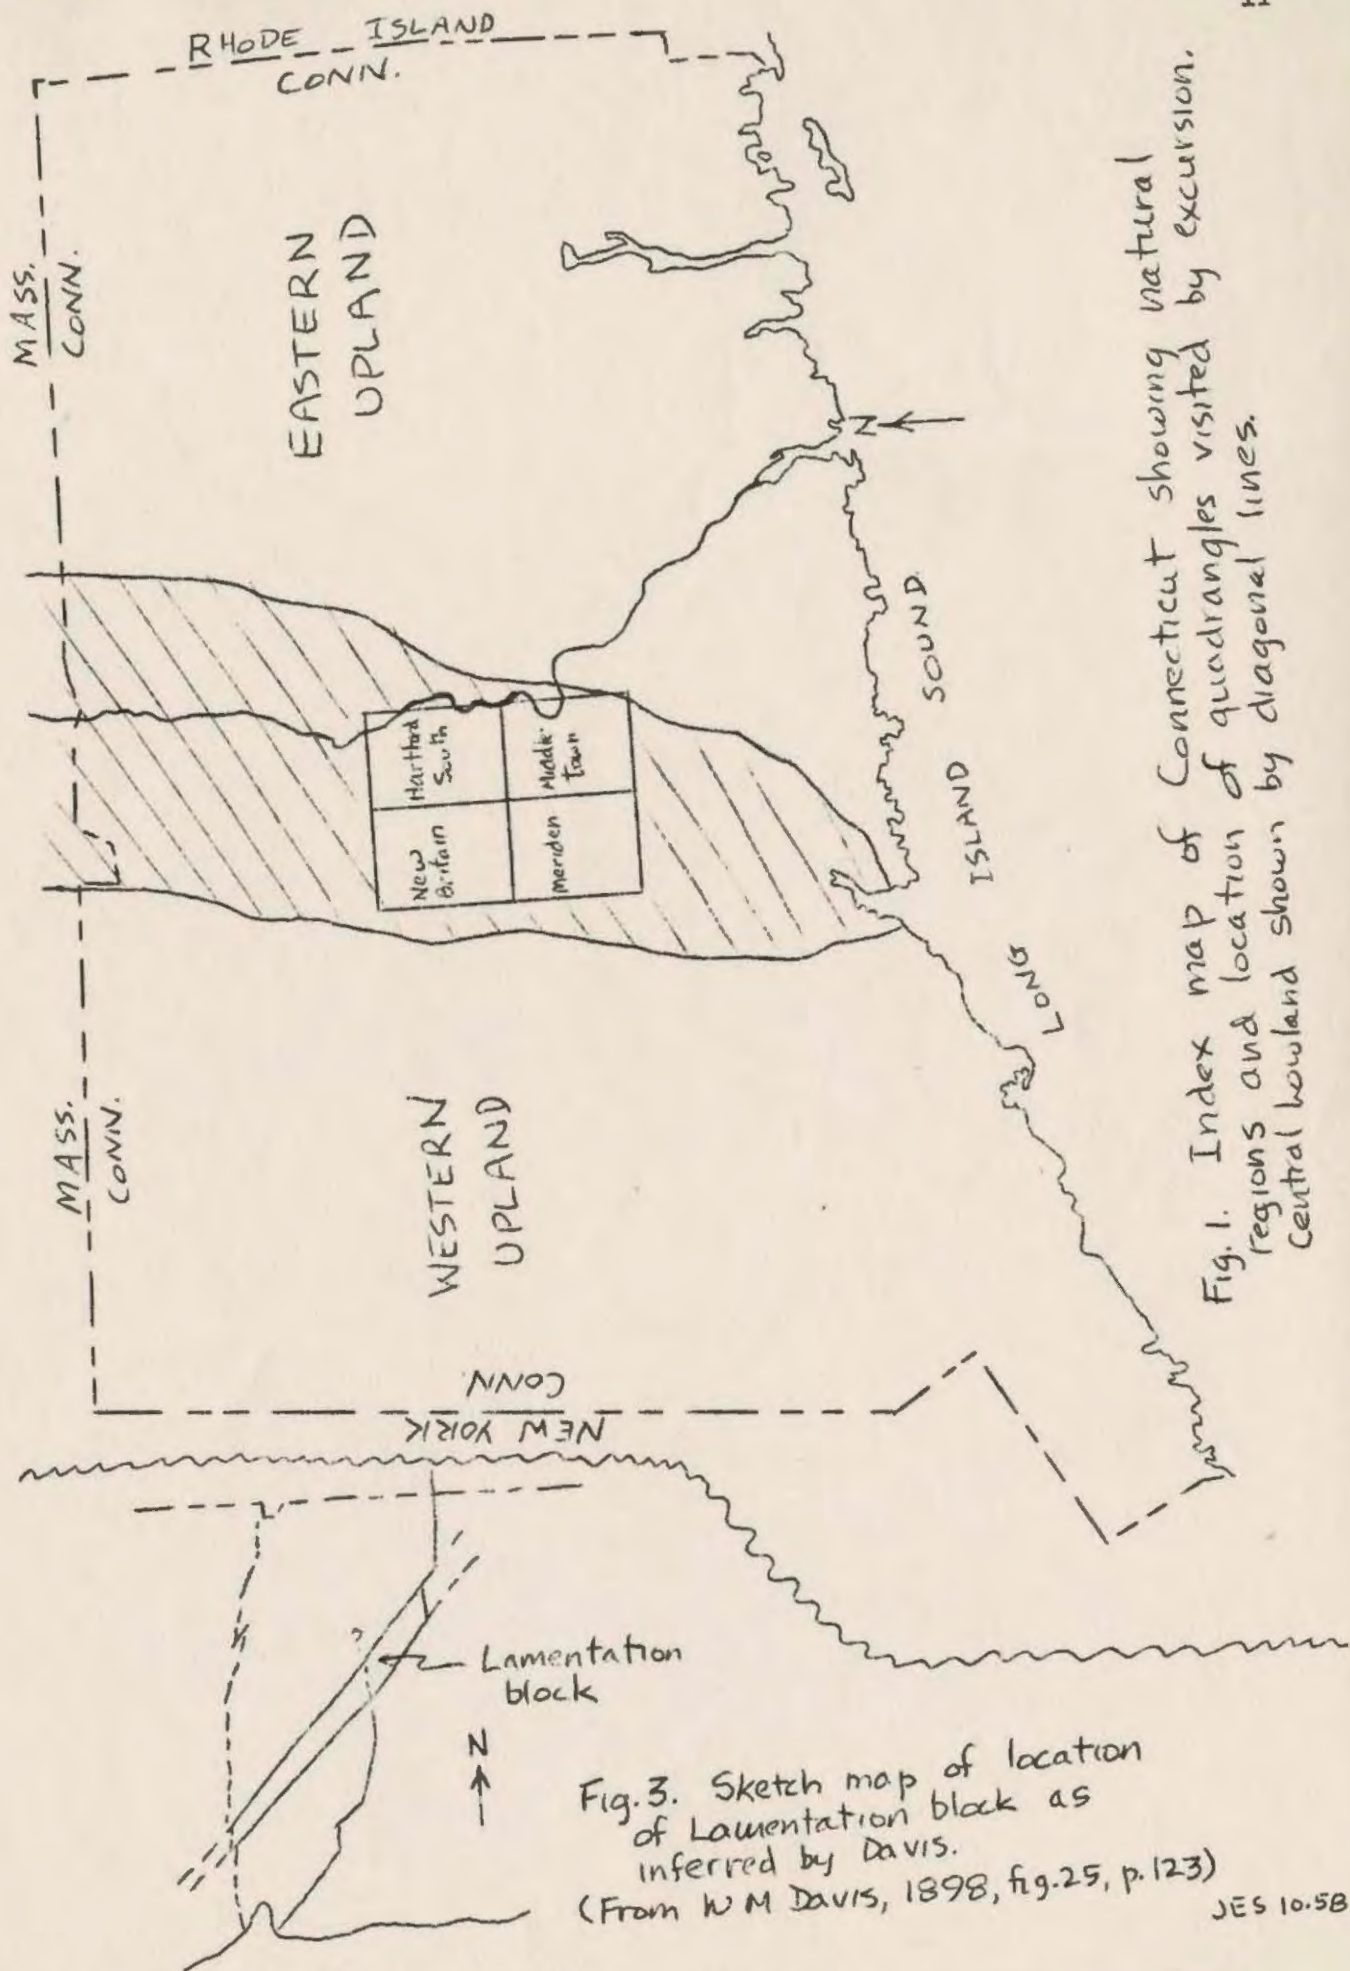 MASS.
CONN.
MASS.
CONN.
RHODE ISLAND
CONN.
NEW YORK
CONN
WESTERN
UPLAND
EASTERN
UPLAND
New
Britain
Hartford
South
Meriden
Middle-
town
LONG ISLAND SOUND
N
Fig. 1. Index map of Connecticut showing natural
regions and location of quadrangles visited by excursion.
Central Lowland shown by diagonal lines.
Lamentation
block
N
Fig. 3. Sketch map of location
of Lamentation block as
inferred by Davis.
(From W M Davis, 1898, fig. 25, p. 123)
JES 10.58